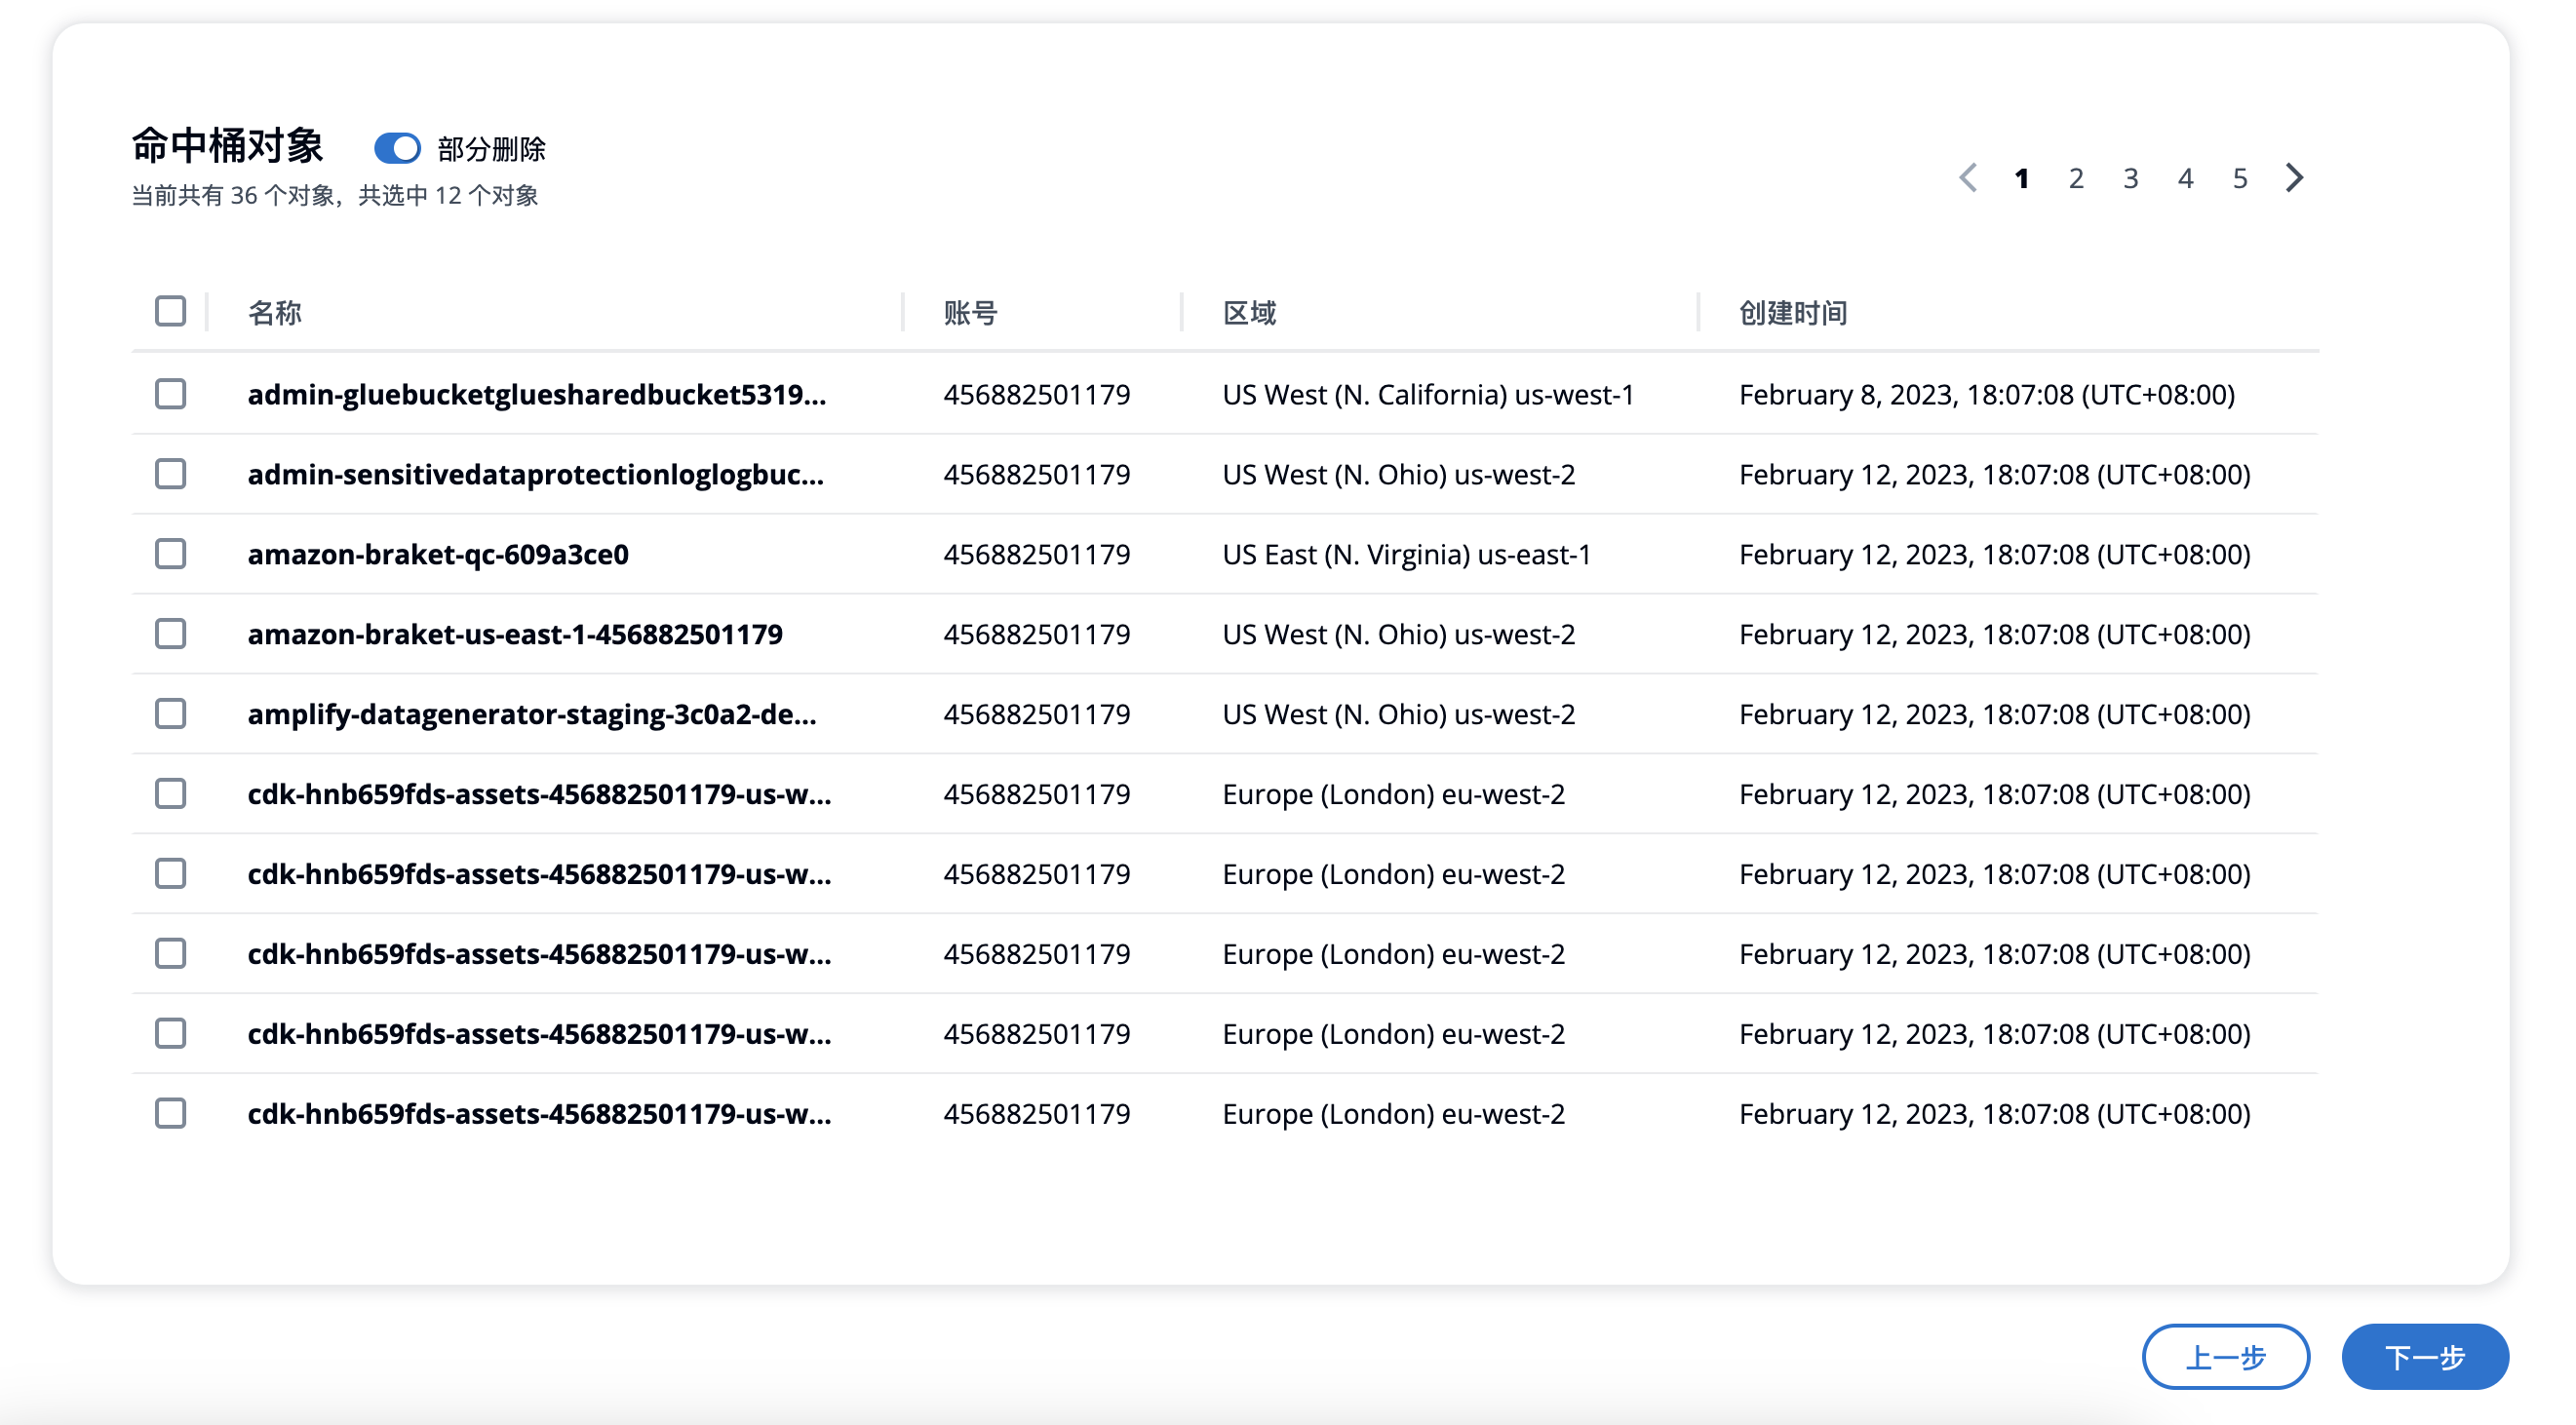 命中桶对象 部分删除
当前共有 36 个对象，共选中 12 个对象
1 2 3 4 5
名称 账号 区域 创建时间
admin-gluebucketgluesharedbucket5319... 456882501179 US West (N. California) us-west-1 February 8, 2023, 18:07:08 (UTC+08:00)
admin-sensitivedataprotectionloglogbuc... 456882501179 US West (N. Ohio) us-west-2 February 12, 2023, 18:07:08 (UTC+08:00)
amazon-braket-qc-609a3ce0 456882501179 US East (N. Virginia) us-east-1 February 12, 2023, 18:07:08 (UTC+08:00)
amazon-braket-us-east-1-456882501179 456882501179 US West (N. Ohio) us-west-2 February 12, 2023, 18:07:08 (UTC+08:00)
amplify-datagenerator-staging-3c0a2-de... 456882501179 US West (N. Ohio) us-west-2 February 12, 2023, 18:07:08 (UTC+08:00)
cdk-hnb659fds-assets-456882501179-us-w... 456882501179 Europe (London) eu-west-2 February 12, 2023, 18:07:08 (UTC+08:00)
cdk-hnb659fds-assets-456882501179-us-w... 456882501179 Europe (London) eu-west-2 February 12, 2023, 18:07:08 (UTC+08:00)
cdk-hnb659fds-assets-456882501179-us-w... 456882501179 Europe (London) eu-west-2 February 12, 2023, 18:07:08 (UTC+08:00)
cdk-hnb659fds-assets-456882501179-us-w... 456882501179 Europe (London) eu-west-2 February 12, 2023, 18:07:08 (UTC+08:00)
cdk-hnb659fds-assets-456882501179-us-w... 456882501179 Europe (London) eu-west-2 February 12, 2023, 18:07:08 (UTC+08:00)
上一步 下一步